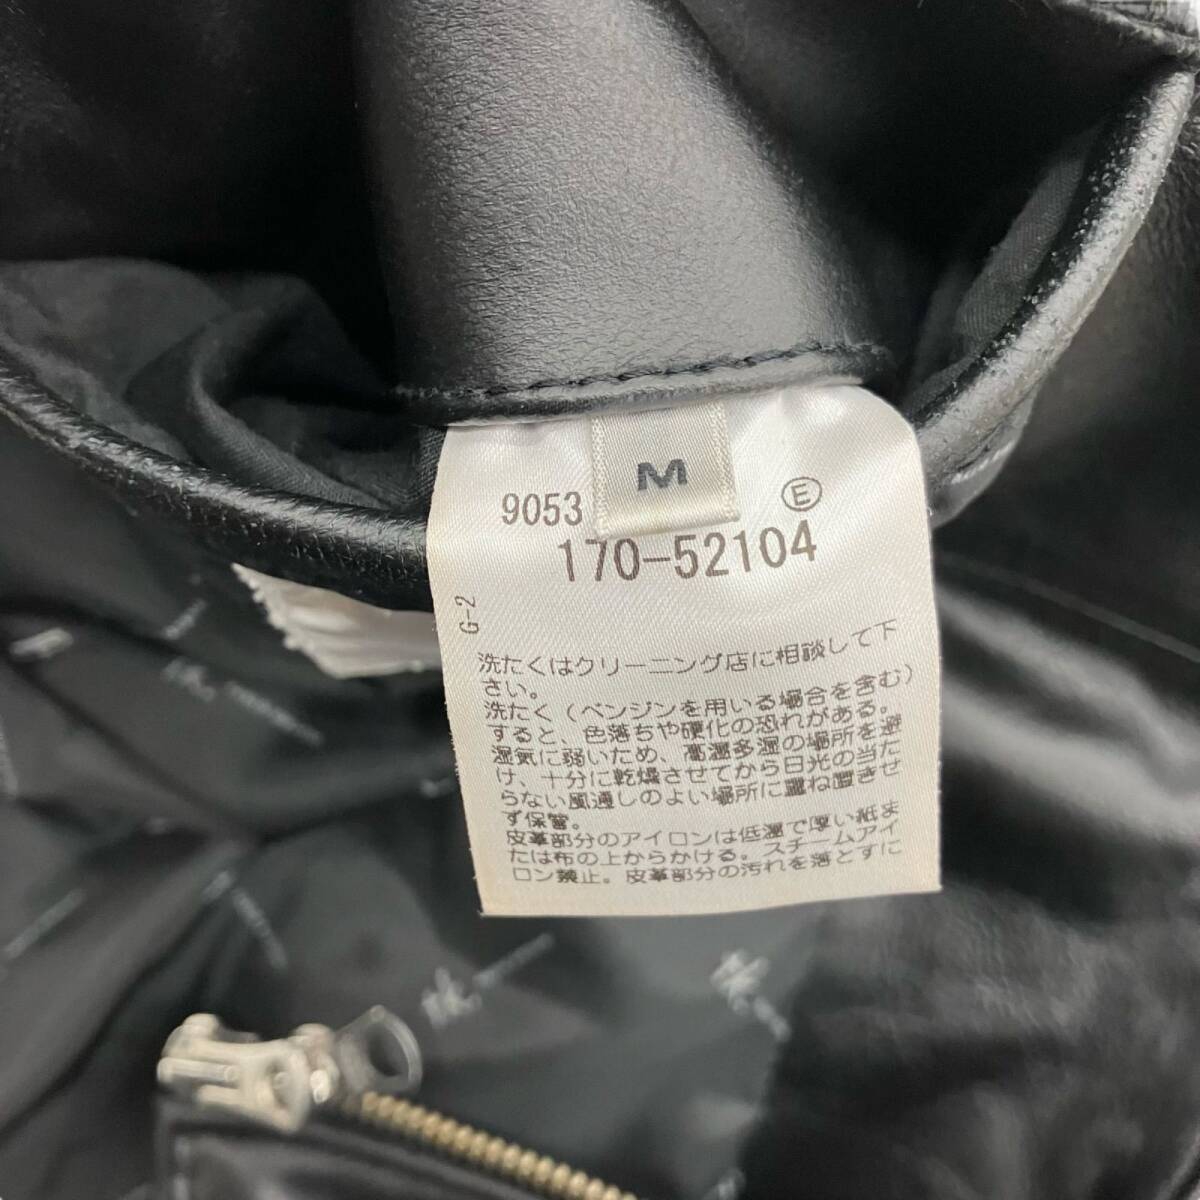 M
9053 Ⓔ
170-52104
G-2
洗たくはクリーニング店に相談して下
さい。
洗たく（ベンジンを用いる場合を含む）
すると、色落ちや硬化の恐れがある。
湿気に弱いため、高温多湿の場所を避
け、十分に乾燥させてから日光の当た
らない風通しのよい場所に重ね置きせ
ず保管。
皮革部分のアイロンは低温で厚い紙ま
たは布の上からかける。スチームアイ
ロン禁止。皮革部分の汚れを落とすに